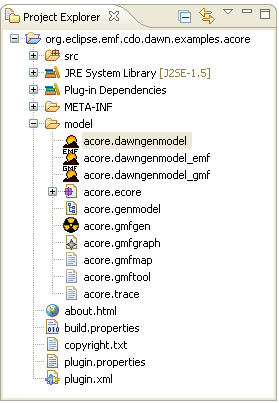 Project Explorer
org.eclipse.emf.cdo.dawn.examples.acore
src
JRE System Library [J2SE-1.5]
Plug-in Dependencies
META-INF
model
acore.dawngenmodel
EMF
acore.dawngenmodel_emf
GMF
acore.dawngenmodel_gmf
acore.ecore
acore.genmodel
acore.gmfgen
acore.gmfgraph
acore.gmfmap
acore.gmftool
acore.trace
about.html
010
build.properties
copyright.txt
plugin.properties
plugin.xml